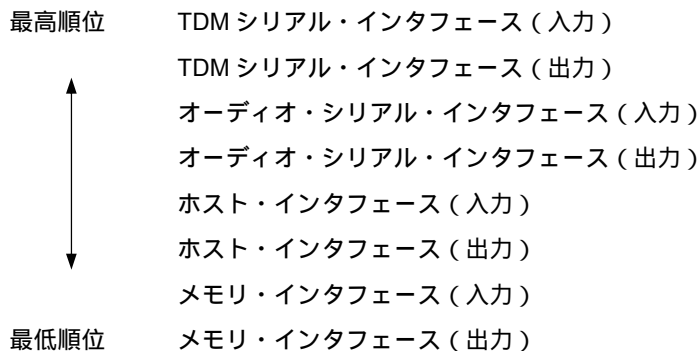 最高順位 TDM シリアル・インタフェース（入力）
TDM シリアル・インタフェース（出力）
オーディオ・シリアル・インタフェース（入力）
オーディオ・シリアル・インタフェース（出力）
ホスト・インタフェース（入力）
ホスト・インタフェース（出力）
メモリ・インタフェース（入力）
最低順位 メモリ・インタフェース（出力）